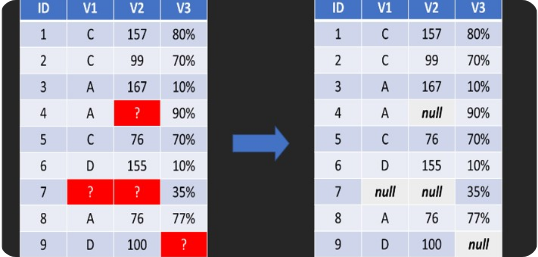 ID V1 V2 V3
1 C 157 80%
2 C 99 70%
3 A 167 10%
4 A ? 90%
5 C 76 70%
6 D 155 10%
7 ? ? 35%
8 A 76 77%
9 D 100 ?
ID V1 V2 V3
1 C 157 80%
2 C 99 70%
3 A 167 10%
4 A null 90%
5 C 76 70%
6 D 155 10%
7 null null 35%
8 A 76 77%
9 D 100 null